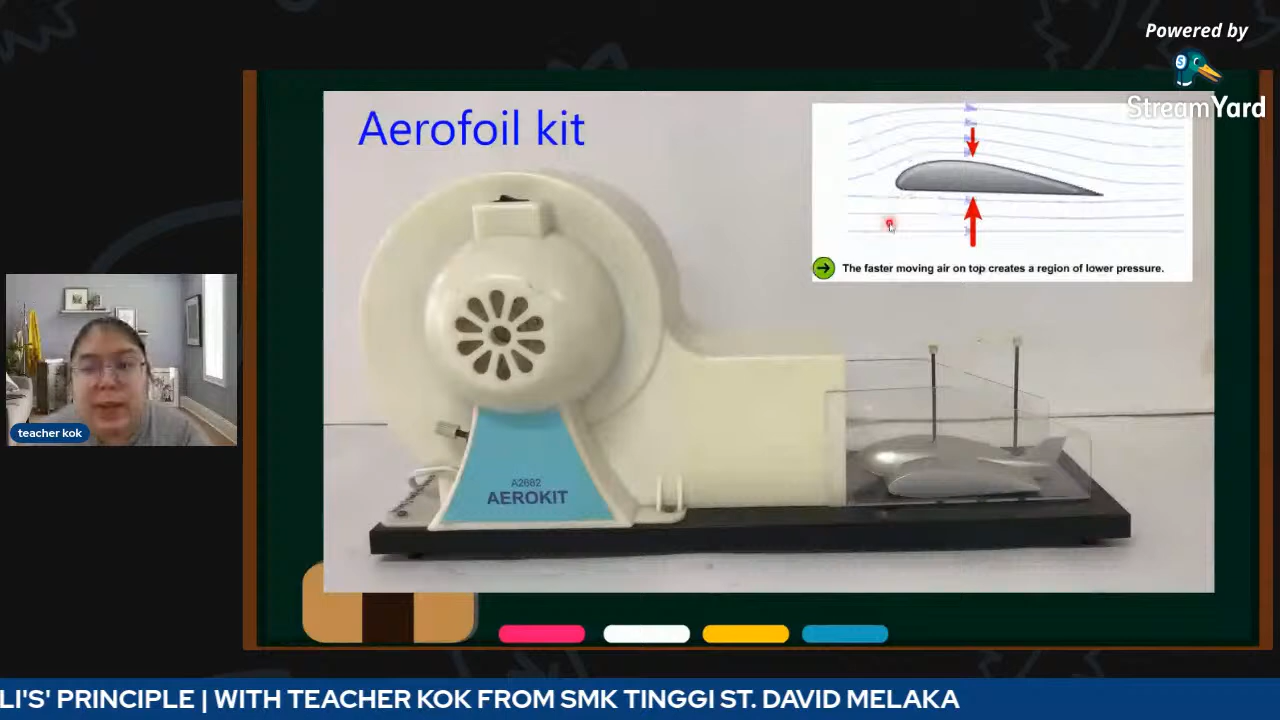 Powered by
StreamYard
Aerofoil kit
The faster moving air on top creates a region of lower pressure.
A2682
AEROKIT
teacher kok
LI'S' PRINCIPLE | WITH TEACHER KOK FROM SMK TINGGI ST. DAVID MELAKA